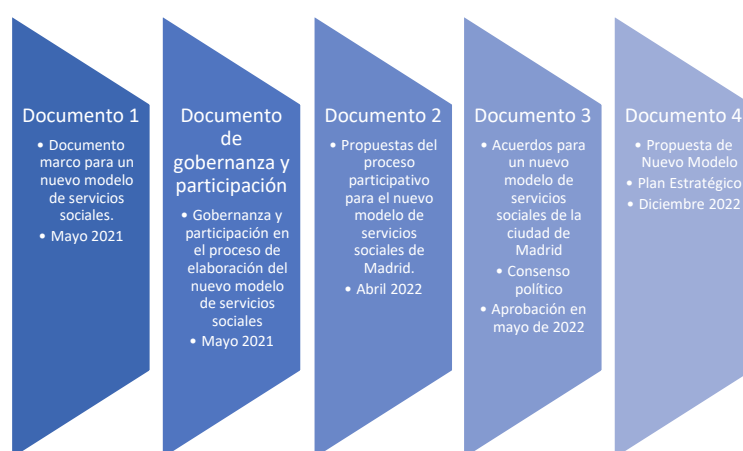 Documento 1
• Documento
marco para un
nuevo modelo
de servicios
sociales.
• Mayo 2021
Documento
de
gobernanza y
participación
• Gobernanza y
participación en
el proceso de
elaboración del
nuevo modelo
de servicios
sociales
• Mayo 2021
Documento 2
• Propuestas del
proceso
participativo
para el nuevo
modelo de
servicios
sociales de
Madrid.
• Abril 2022
Documento 3
• Acuerdos para
un nuevo
modelo de
servicios
sociales de la
ciudad de
Madrid
• Consenso
político
• Aprobación en
mayo de 2022
Documento 4
• Propuesta de
Nuevo Modelo
• Plan Estratégico
• Diciembre 2022